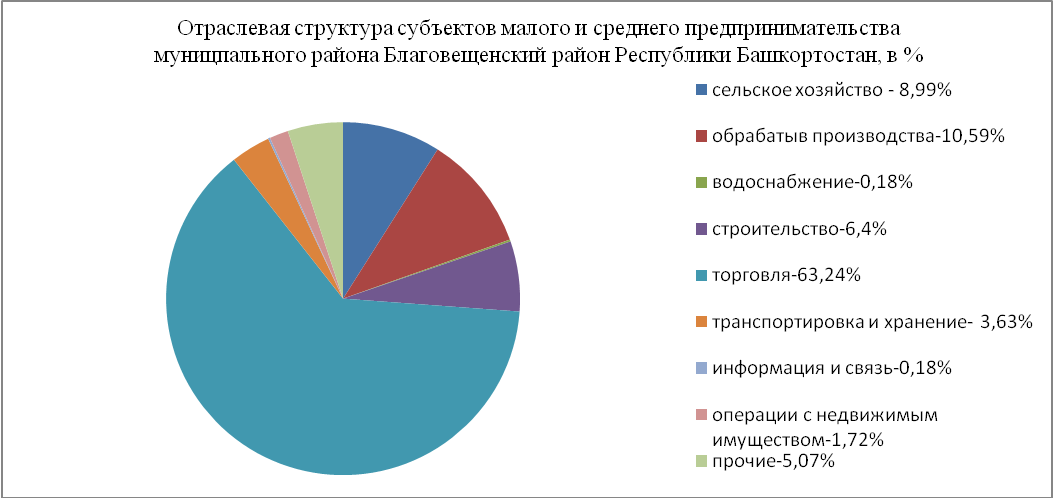 Отраслевая структура субъектов малого и среднего предпринимательства
муниципального района Благовещенский район Республики Башкортостан, в %
сельское хозяйство - 8,99%
обрабатыв производства-10,59%
водоснабжение-0,18%
строительство-6,4%
торговля-63,24%
транспортировка и хранение- 3,63%
информация и связь-0,18%
операции с недвижимым
имуществом-1,72%
прочие-5,07%